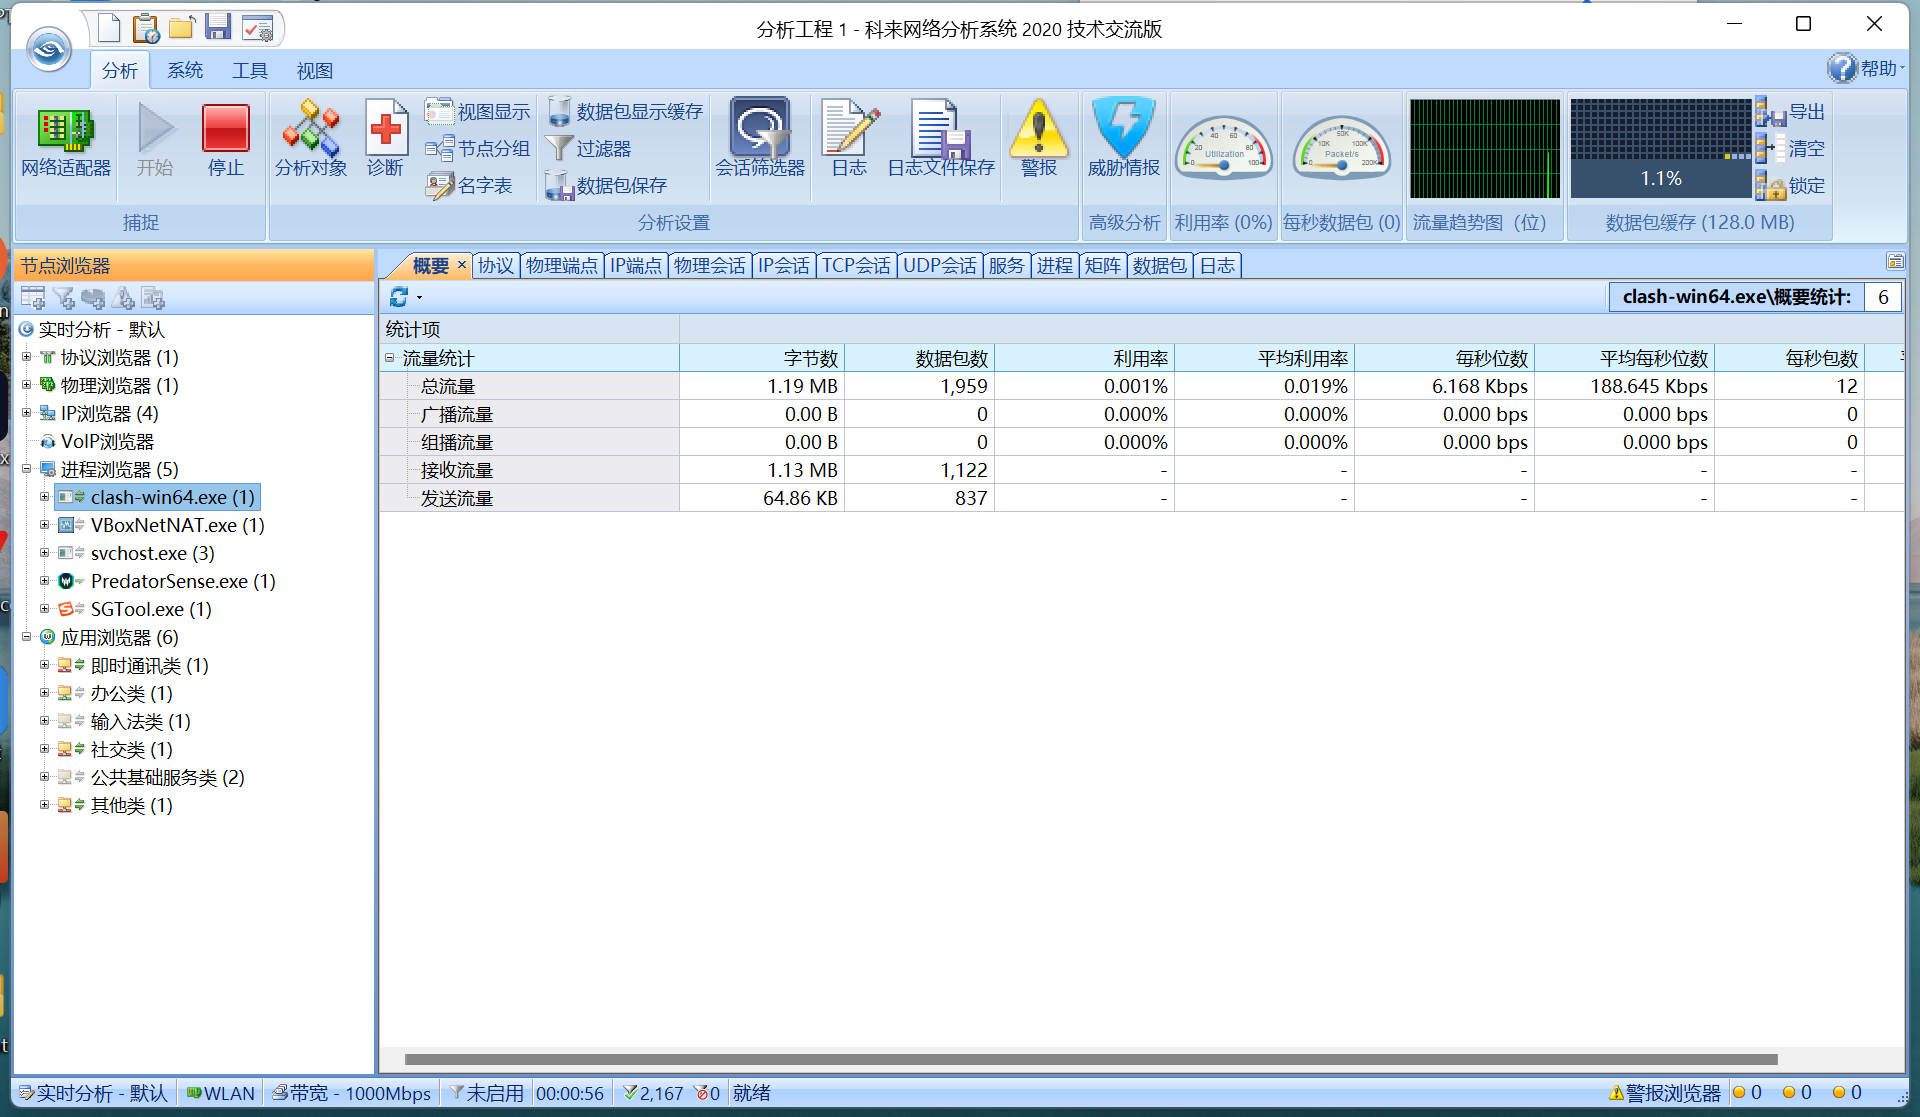 分析工程 1 - 科来网络分析系统 2020 技术交流版
分析 系统 工具 视图
帮助
网络适配器 开始 停止
捕捉
分析对象 诊断
视图显示
节点分组
名字表
数据包显示缓存
过滤器
数据包保存
会话筛选器 日志 日志文件保存 警报
分析设置
威胁情报
高级分析
0 20 40 60 80 100
Utilization
利用率 (0%)
0 10K 50K 100K 200K
Packet/s
每秒数据包 (0)
流量趋势图（位）
1.1%
数据包缓存 (128.0 MB)
导出
清空
锁定
节点浏览器
实时分析 - 默认
协议浏览器 (1)
物理浏览器 (1)
IP浏览器 (4)
VoIP浏览器
进程浏览器 (5)
clash-win64.exe (1)
VBoxNetNAT.exe (1)
svchost.exe (3)
PredatorSense.exe (1)
SGTool.exe (1)
应用浏览器 (6)
即时通讯类 (1)
办公类 (1)
输入法类 (1)
社交类 (1)
公共基础服务类 (2)
其他类 (1)
概要 × 协议 物理端点 IP端点 物理会话 IP会话 TCP会话 UDP会话 服务 进程 矩阵 数据包 日志
clash-win64.exe\概要统计: 6
统计项
流量统计 字节数 数据包数 利用率 平均利用率 每秒位数 平均每秒位数 每秒包数
总流量 1.19 MB 1,959 0.001% 0.019% 6.168 Kbps 188.645 Kbps 12
广播流量 0.00 B 0 0.000% 0.000% 0.000 bps 0.000 bps 0
组播流量 0.00 B 0 0.000% 0.000% 0.000 bps 0.000 bps 0
接收流量 1.13 MB 1,122 - - - - -
发送流量 64.86 KB 837 - - - - -
实时分析 - 默认 WLAN 带宽 - 1000Mbps 未启用 00:00:56 2,167 0 就绪
警报浏览器 0 0 0